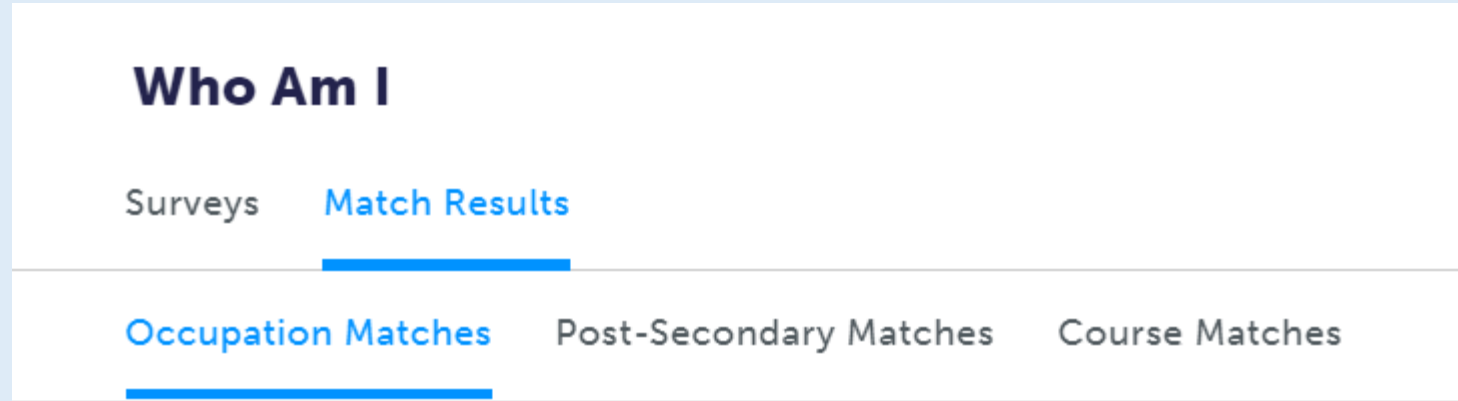 Who Am I
Surveys Match Results
Occupation Matches Post-Secondary Matches Course Matches